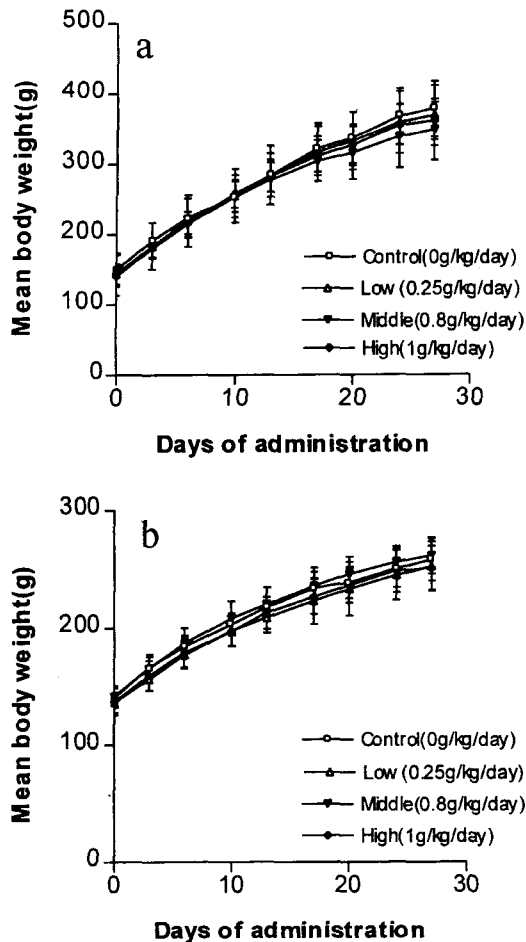 500
a
400
300
200
100
0
Mean body weight(g)
Control(0g/kg/day)
Low (0.25g/kg/day)
Middle(0.8g/kg/day)
High(1g/kg/day)
0 10 20 30
Days of administration
300
b
200
100
0
Mean body weight(g)
Control(0g/kg/day)
Low (0.25g/kg/day)
Middle(0.8g/kg/day)
High(1g/kg/day)
0 10 20 30
Days of administration